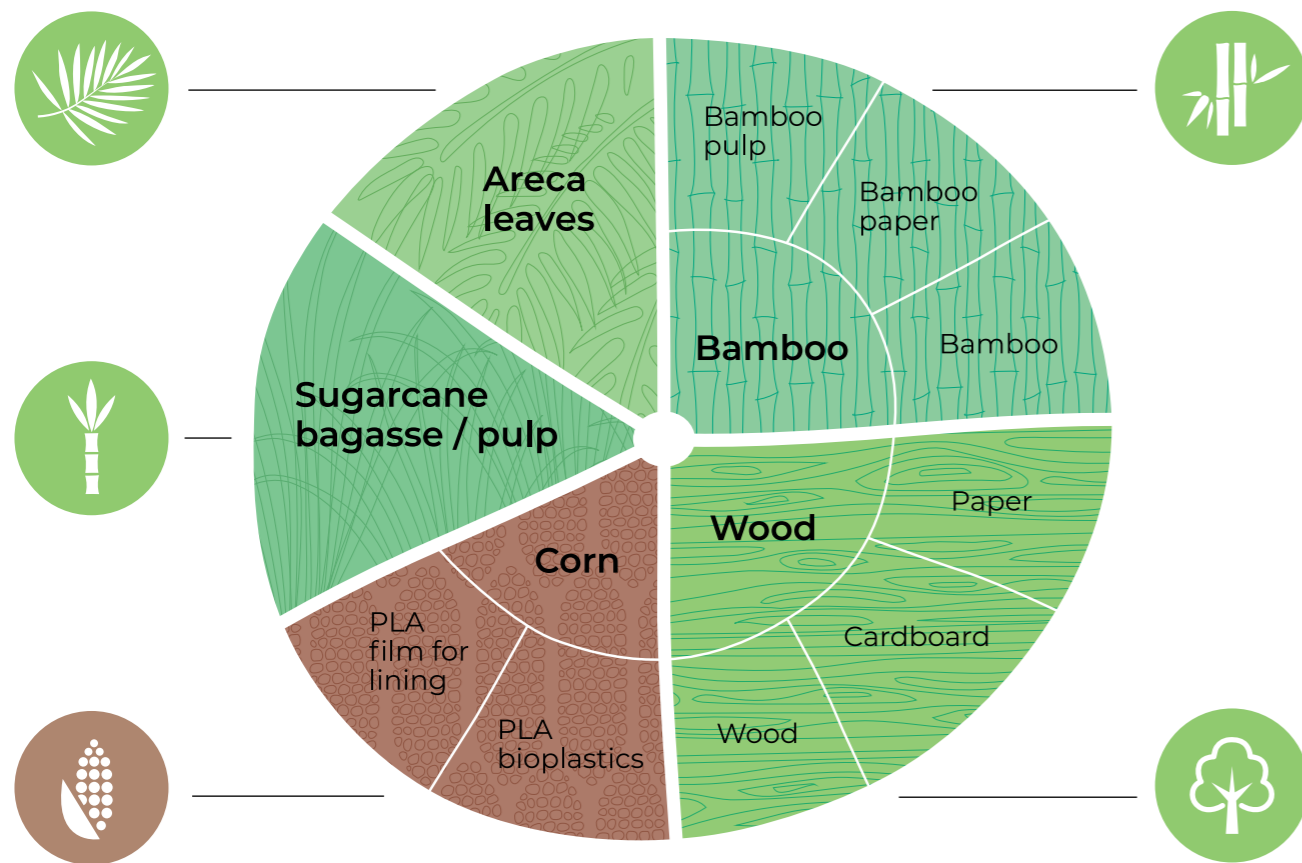 Areca
leaves
Bamboo
pulp
Bamboo
paper
Bamboo
Bamboo
Sugarcane
bagasse / pulp
Wood
Paper
Cardboard
Wood
Corn
PLA
film for
lining
PLA
bioplastics